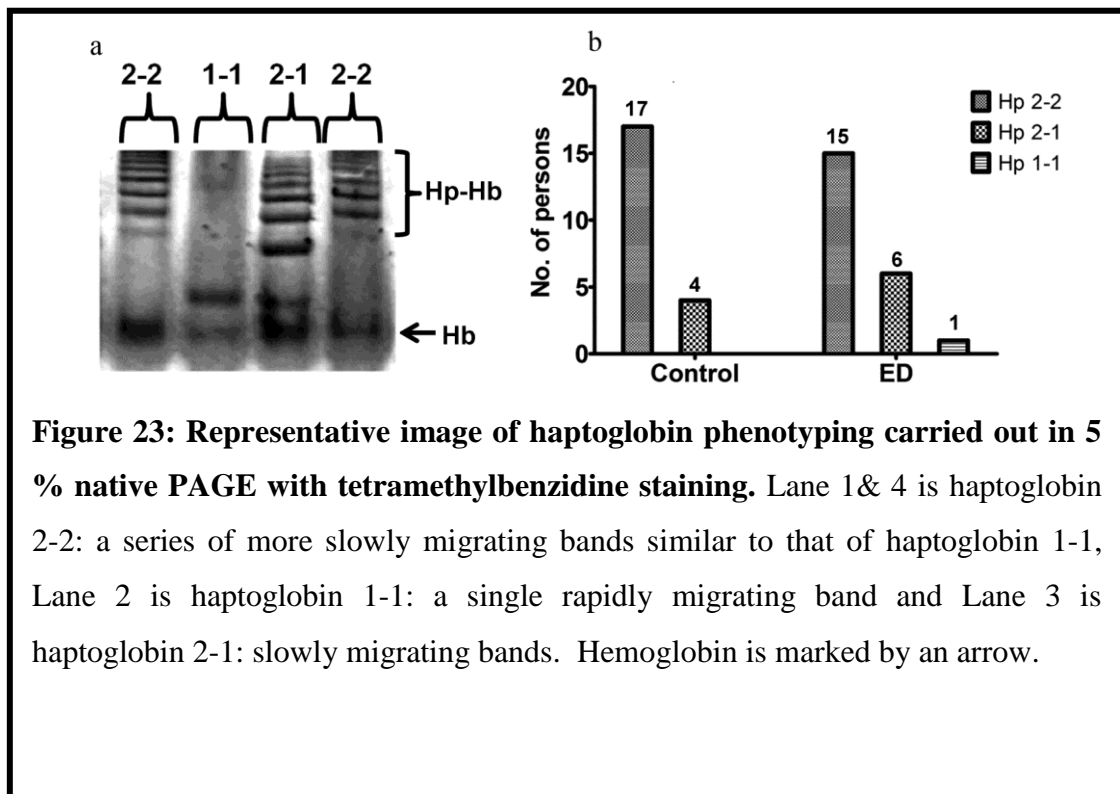 a
2-2 1-1 2-1 2-2
Hp-Hb
Hb
b
No. of persons
20
15
10
5
0
17
4
15
6
1
Control ED
Hp 2-2
Hp 2-1
Hp 1-1
Figure 23: Representative image of haptoglobin phenotyping carried out in 5
% native PAGE with tetramethylbenzidine staining. Lane 1& 4 is haptoglobin
2-2: a series of more slowly migrating bands similar to that of haptoglobin 1-1,
Lane 2 is haptoglobin 1-1: a single rapidly migrating band and Lane 3 is
haptoglobin 2-1: slowly migrating bands. Hemoglobin is marked by an arrow.